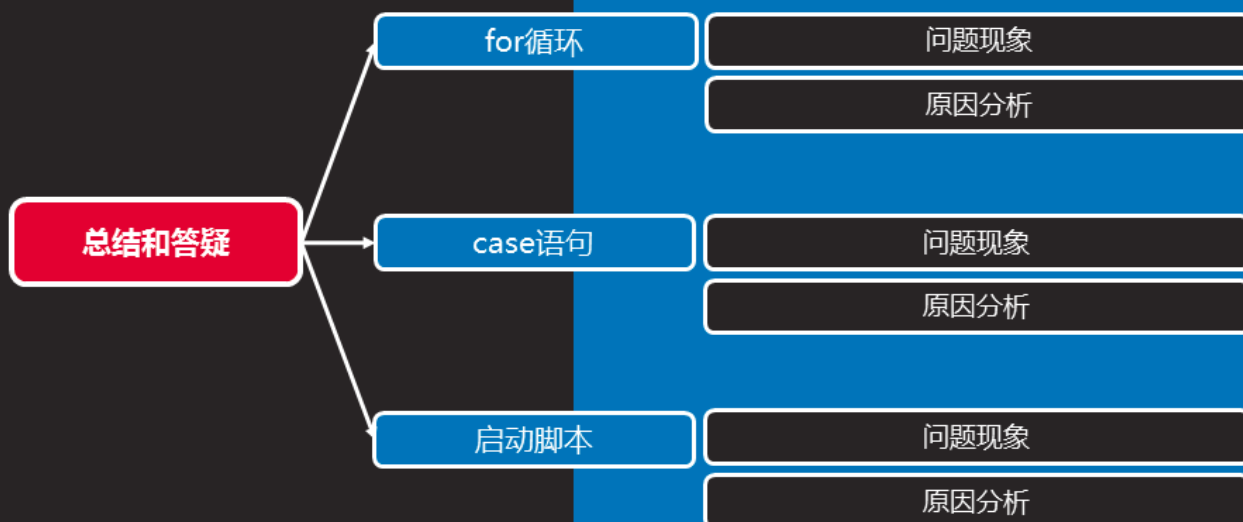 总结和答疑
for循环
问题现象
原因分析
case语句
问题现象
原因分析
启动脚本
问题现象
原因分析